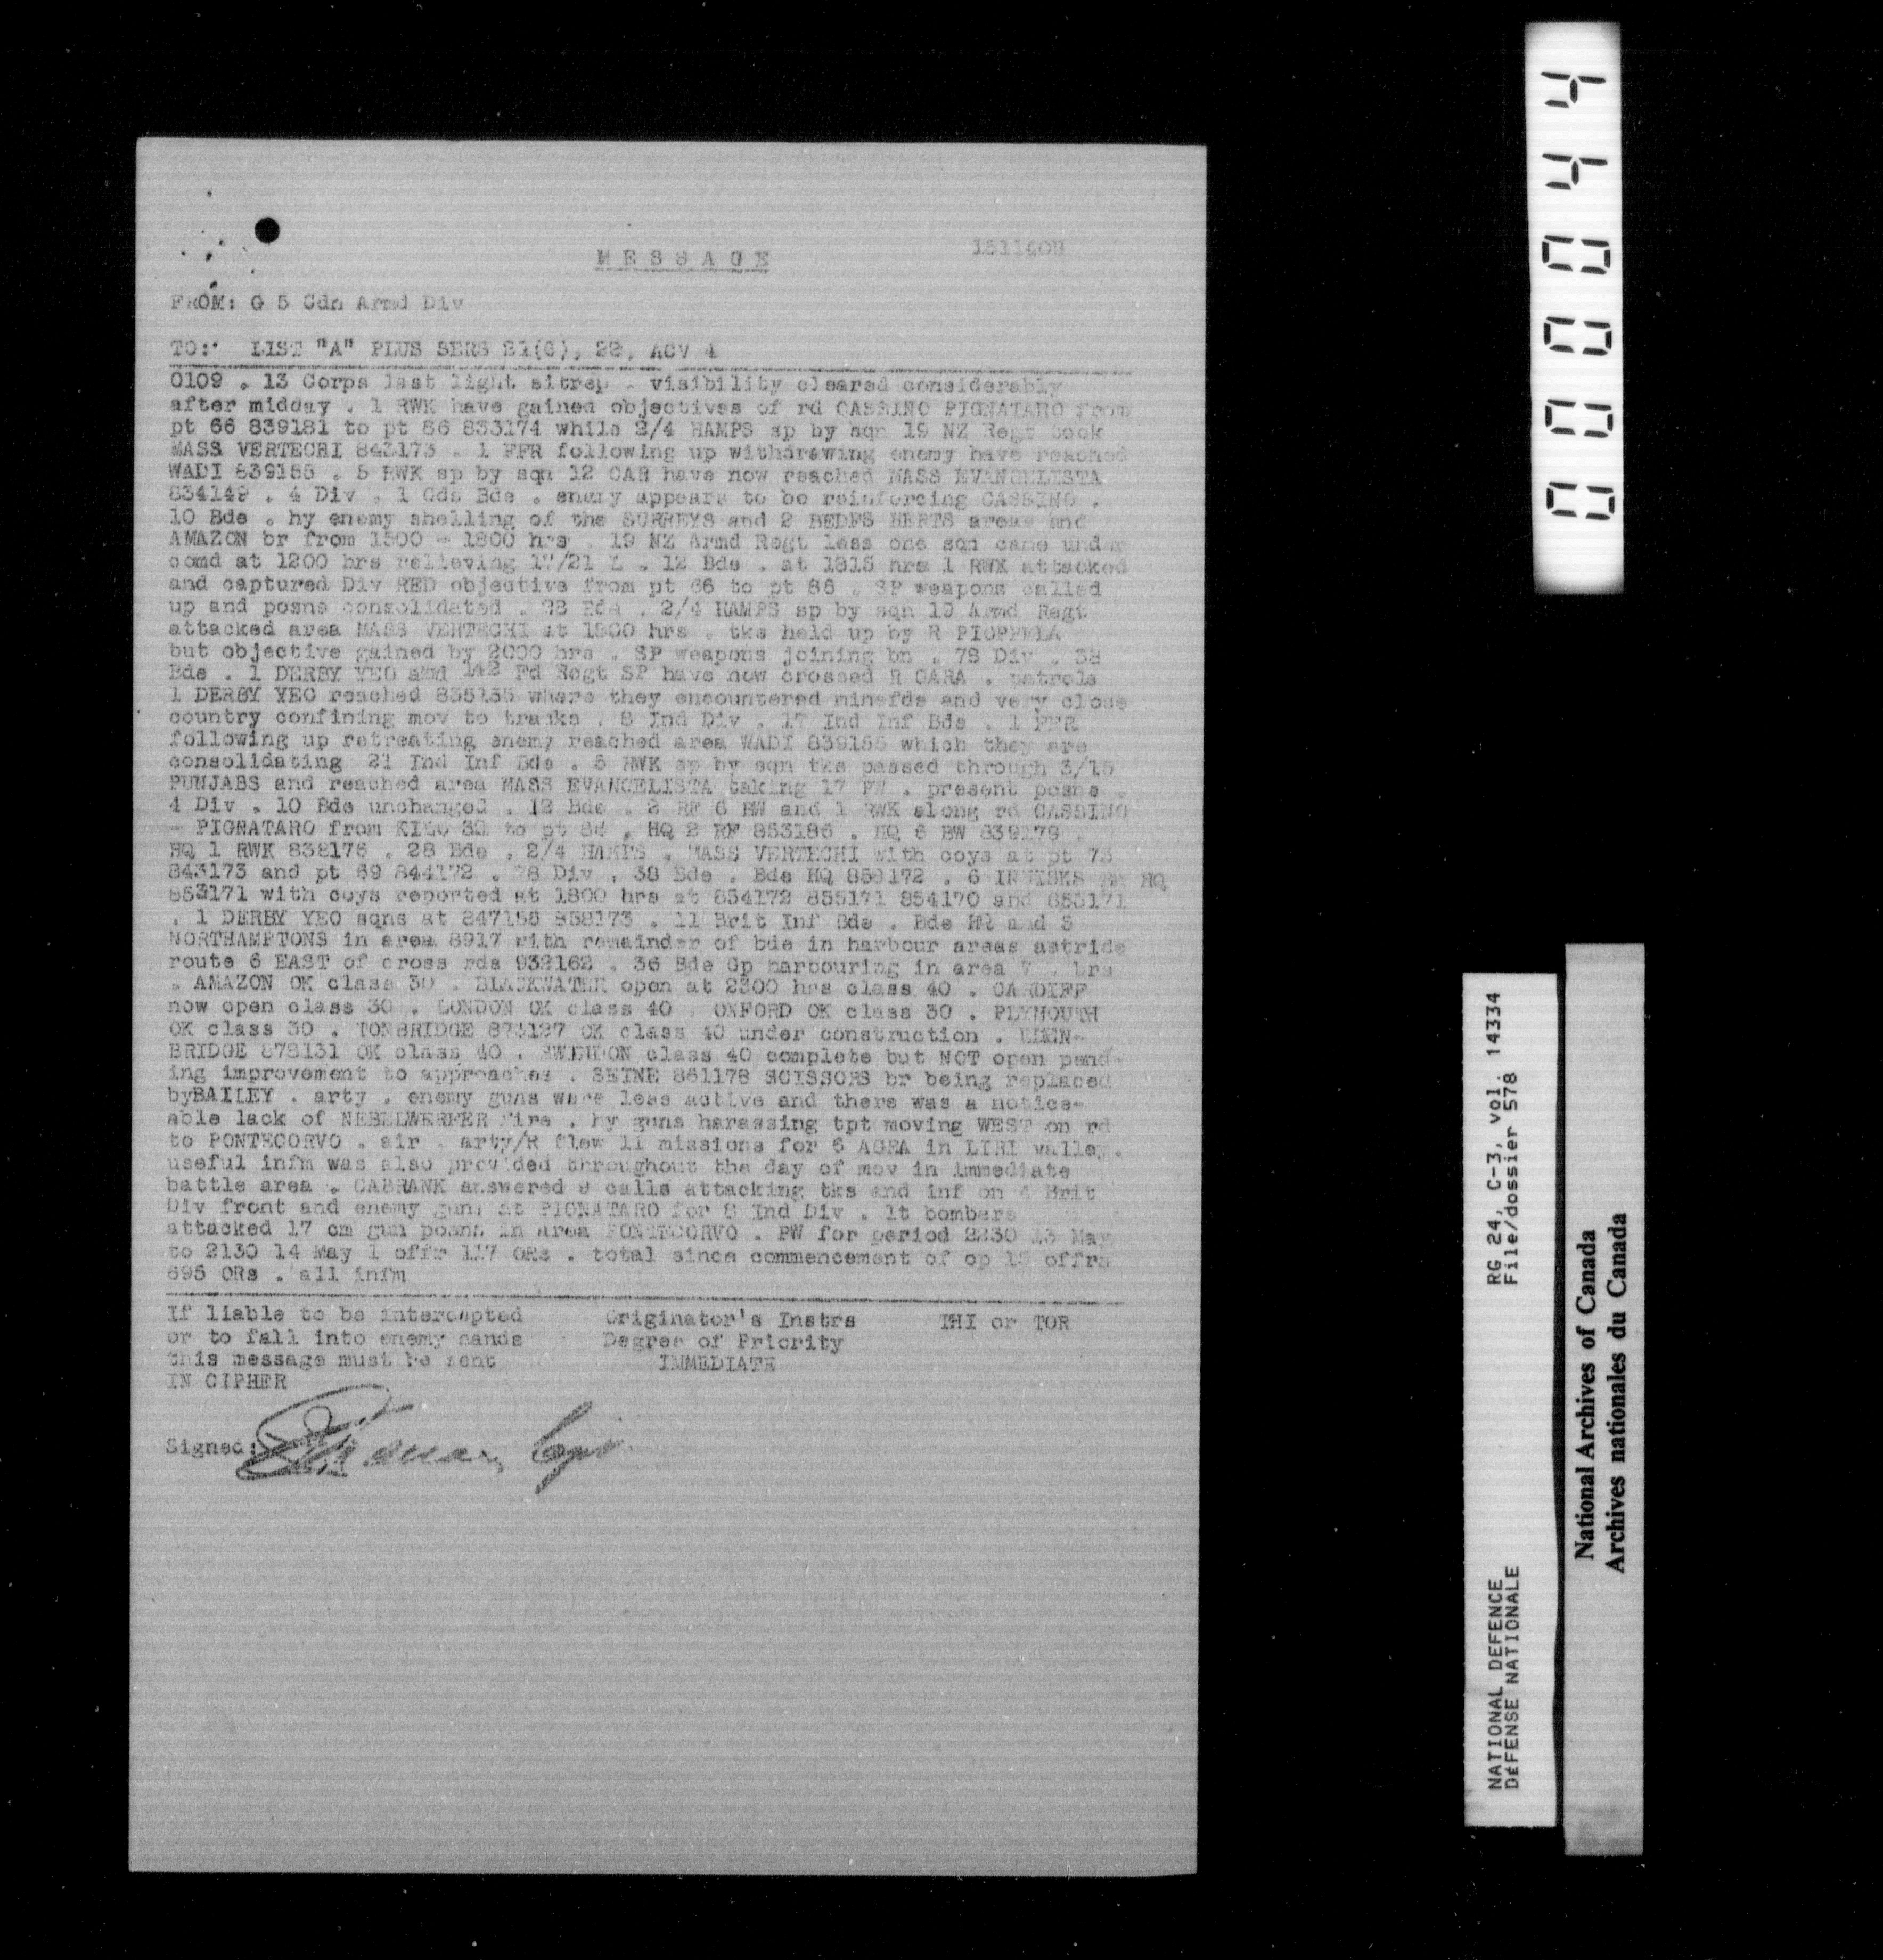 MESSAGE
151140B
FROM: G 5 Cdn Armd Div
TO: LIST "A" PLUS SERS 21(G), 22, ACV 4
0109 . 13 Corps last light sitrep . visibility cleared considerably
after midday . 1 RWK have gained objectives of rd CASSINO PIGNATARO from
pt 66 839181 to pt 86 833174 while 2/4 HAMPS sp by sqn 19 NZ Regt took
MASS VERTECHI 843173 . 1 FFR following up withdrawing enemy have reached
WADI 839155 . 5 RWK sp by sqn 12 CAR have now reached MASS EVANGELISTA
834149 . 4 Div . 1 Gds Bde . enemy appears to be reinforcing CASSINO .
10 Bde . hy enemy shelling of the SURREYS and 2 BEDFS HERTS areas and
AMAZON br from 1500 - 1800 hrs . 19 NZ Armd Regt less one sqn came under
comd at 1200 hrs relieving 17/21 L . 12 Bde . at 1815 hrs 1 RWK attacked
and captured Div RED objective from pt 66 to pt 86 . SP weapons called
up and posns consolidated . 28 Bde . 2/4 HAMPS sp by sqn 19 Armd Regt
attacked area MASS VERTECHI at 1800 hrs . tks held up by R PIOPETA
but objective gained by 2000 hrs . SP weapons joining bn . 78 Div . 38
Bde . 1 DERBY YEO and 142 Fd Regt SP have now crossed R GARA . patrols
1 DERBY YEO reached 835155 where they encountered minefds and very close
country confining mov to tracks . 8 Ind Div . 17 Ind Inf Bde . 1 FFR
following up retreating enemy reached area WADI 839155 which they are
consolidating 21 Ind Inf Bde . 5 RWK sp by sqn tks passed through 3/15
PUNJABS and reached area MASS EVANGELISTA taking 17 PW . present posns .
4 Div . 10 Bde unchanged . 12 Bde . 2 RF 6 BW and 1 RWK along rd CASSINO
- PIGNATARO from KILO 32 to pt 86 . HQ 2 RF 853186 . HQ 6 BW 839179 .
HQ 1 RWK 838176 . 28 Bde . 2/4 HAMPS . MASS VERTECHI with coys at pt 73
843173 and pt 69 844172 . 78 Div . 38 Bde . Bde HQ 858172 . 6 INNISKS HQ
853171 with coys reported at 1800 hrs at 854172 855171 854170 and 853171
. 1 DERBY YEO sqns at 847156 858173 . 11 Brit Inf Bde . Bde HQ and 5
NORTHAMPTONS in area 8917 with remainder of bde in harbour areas astride
route 6 EAST of cross rds 932162 . 36 Bde Gp harbouring in area . brs
. AMAZON OK class 30 . BLACKWATER open at 2300 hrs class 40 . CARDIFF
now open class 30 . LONDON OK class 40 . OXFORD OK class 30 . PLYMOUTH
OK class 30 . TONBRIDGE 873127 OK class 40 under construction . EDEN-
BRIDGE 878131 OK class 40 . SWINDON class 40 complete but NOT open pend-
ing improvement to approaches . SEINE 861178 SCISSORS br being replaced
byBAILEY . arty . enemy guns were less active and there was a notice-
able lack of NEBELWERFER fire . hy guns harassing tpt moving WEST on rd
to PONTECORVO . air . arty/R flew 11 missions for 6 AGRA in LIRI valley.
useful infm was also provided throughout the day of mov in immediate
battle area . CABRANK answered 9 calls attacking tks and inf on 4 Brit
Div front and enemy guns at PIGNATARO for 8 Ind Div . lt bombers
attacked 17 cm gun posns in area PONTECORVO . PW for period 2230 13 May
to 2130 14 May 1 offr 117 ORs . total since commencement of op 15 offrs
695 ORs . all infm
If liable to be intercepted
or to fall into enemy hands
this message must be sent
IN CIPHER
Originator's Instrs
Degree of Priority
IMMEDIATE
THI or TOR
Signed:
00004 4
RG 24, C-3, vol. 14334
File/dossier 578
NATIONAL DEFENCE
DÉFENSE NATIONALE
National Archives of Canada
Archives nationales du Canada